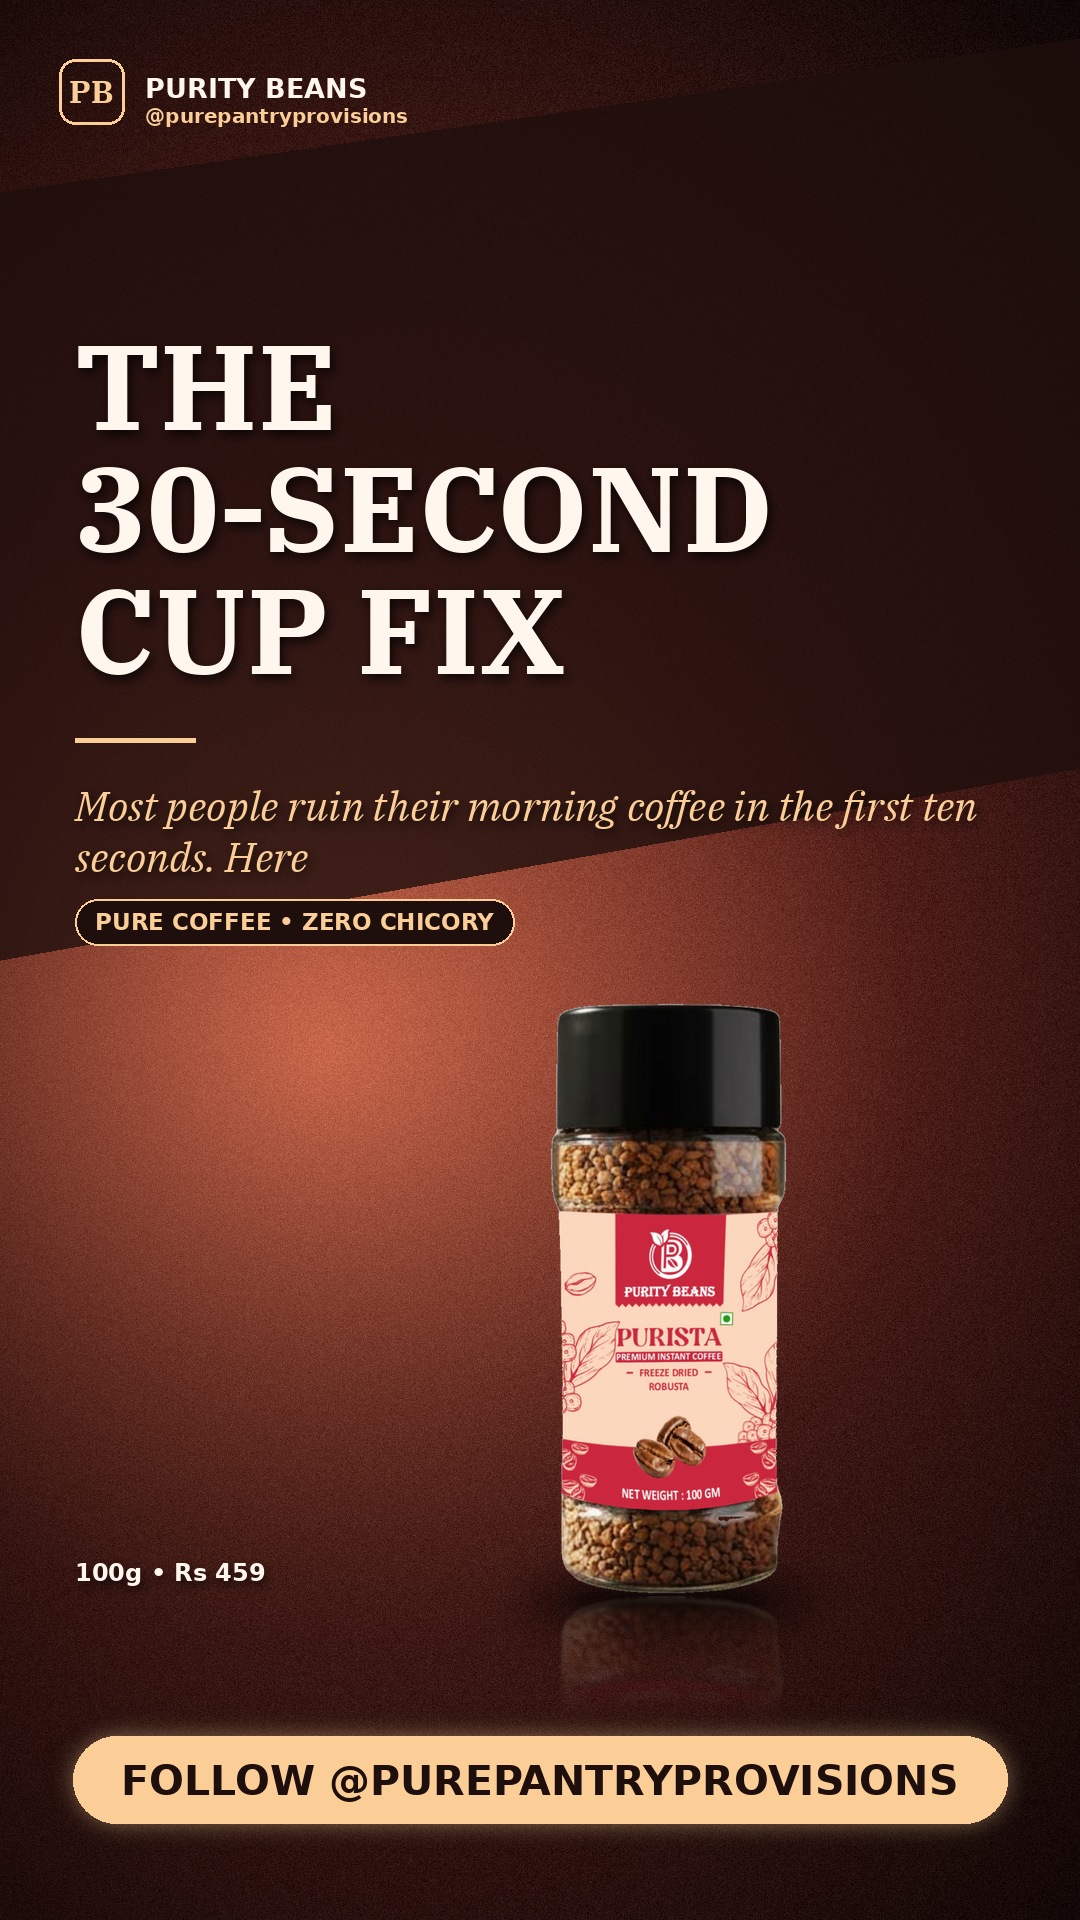 PB
PURITY BEANS
@purepantryprovisions
THE
30-SECOND
CUP FIX
Most people ruin their morning coffee in the first ten
seconds. Here
PURE COFFEE • ZERO CHICORY
B
PURITY BEANS
PURISTA
PREMIUM INSTANT COFFEE
– FREEZE DRIED –
ROBUSTA
NET WEIGHT : 100 GM
100g • Rs 459
FOLLOW @PUREPANTRYPROVISIONS